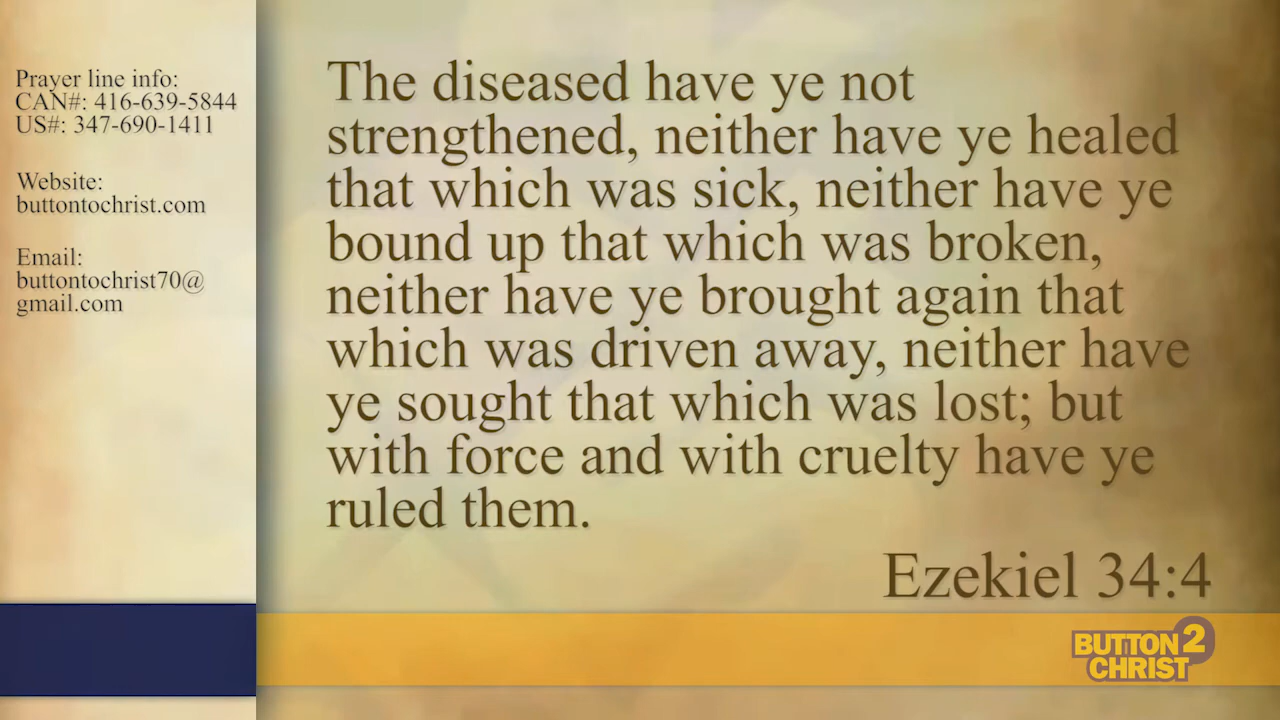 Prayer line info:
CAN#: 416-639-5844
US#: 347-690-1411
Website:
buttontochrist.com
Email:
buttontochrist70@
gmail.com
The diseased have ye not
strengthened, neither have ye healed
that which was sick, neither have ye
bound up that which was broken,
neither have ye brought again that
which was driven away, neither have
ye sought that which was lost; but
with force and with cruelty have ye
ruled them.
Ezekiel 34:4
BUTTON 2
CHRIST